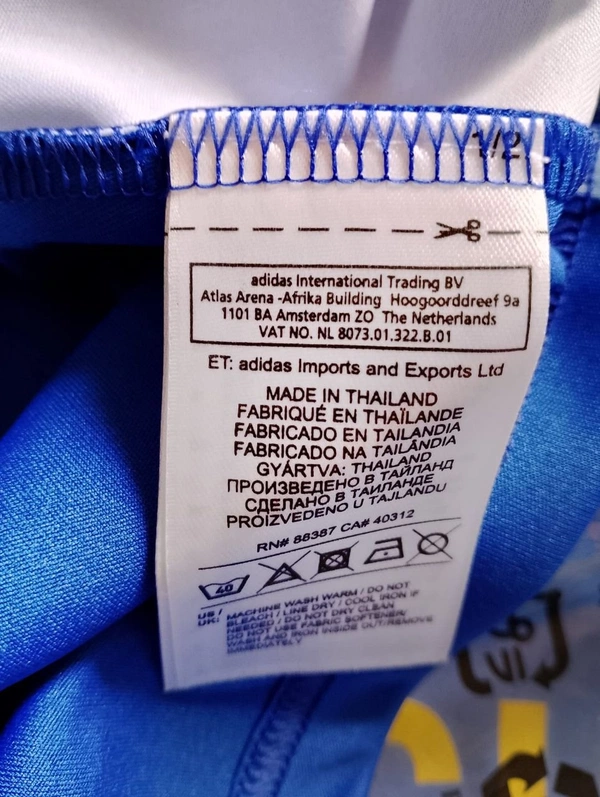 1/2
adidas International Trading BV
Atlas Arena -Afrika Building Hoogoorddreef 9a
1101 BA Amsterdam ZO The Netherlands
VAT NO. NL 8073.01.322.B.01
ET: adidas Imports and Exports Ltd
MADE IN THAILAND
FABRIQUÉ EN THAÏLANDE
FABRICADO EN TAILANDIA
FABRICADO NA TAILÂNDIA
GYÁRTVA: THAILAND
ПРОИЗВЕДЕНО В ТАЙЛАНД
СДЕЛАНО В ТАИЛАНДЕ
PROIZVEDENO U TAJLANDU
RN# 88387 CA# 40312
40
US / UK: MACHINE WASH WARM / DO NOT
BLEACH / LINE DRY / COOL IRON IF
NEEDED / DO NOT DRY CLEAN
DO NOT USE FABRIC SOFTENER/
WASH AND IRON INSIDE OUT/REMOVE
IMMEDIATELY